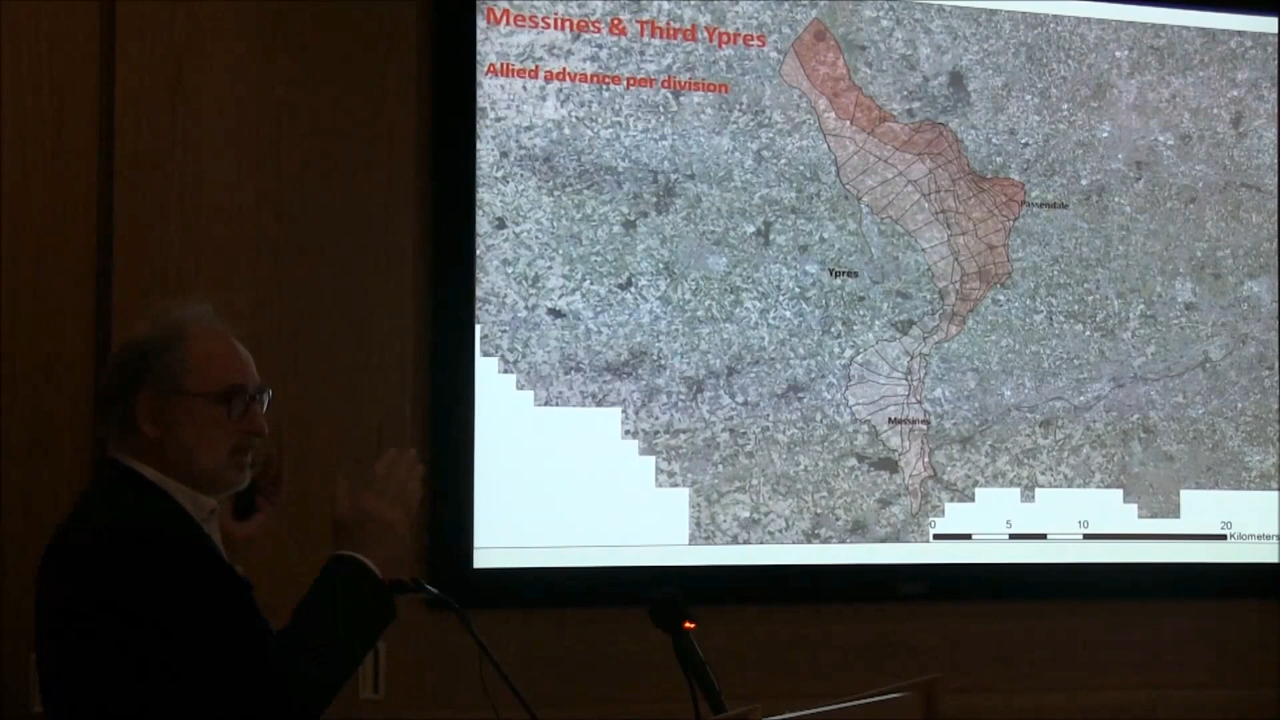 Messines & Third Ypres
Allied advance per division
Passendale
Ypres
Messines
0 5 10 20
Kilometers